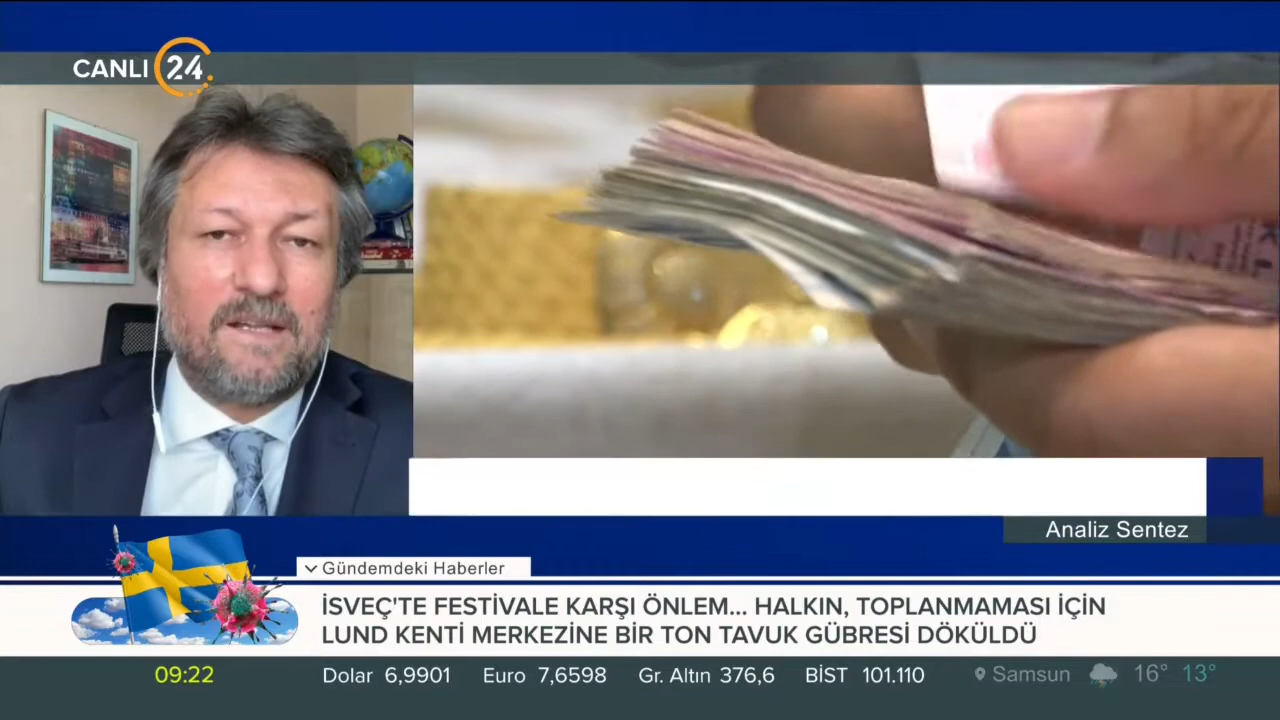 CANLI 24
Analiz Sentez
Gündemdeki Haberler
İSVEÇ'TE FESTİVALE KARŞI ÖNLEM... HALKIN, TOPLANMAMASI İÇİN
LUND KENTİ MERKEZİNE BİR TON TAVUK GÜBRESİ DÖKÜLDÜ
09:22 Dolar 6,9901 Euro 7,6598 Gr. Altın 376,6 BİST 101.110 Samsun 16° 13°